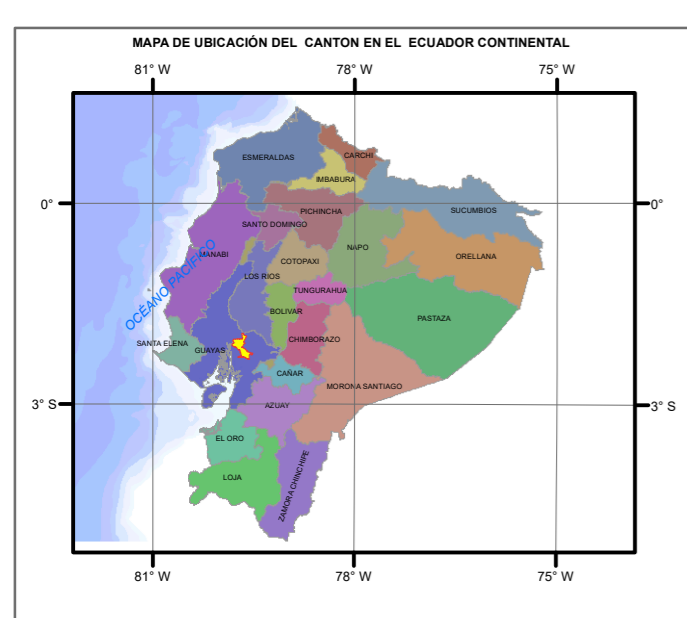 MAPA DE UBICACIÓN DEL CANTON EN EL ECUADOR CONTINENTAL
81° W
78° W
75° W
ESMERALDAS
CARCHI
IMBABURA
0°
PICHINCHA
SUCUMBIOS
0°
SANTO DOMINGO
MANABI
NAPO
ORELLANA
COTOPAXI
LOS RIOS
OCÉANO PACÍFICO
TUNGURAHUA
BOLIVAR
PASTAZA
SANTA ELENA
GUAYAS
CHIMBORAZO
CAÑAR
MORONA SANTIAGO
3° S
AZUAY
3° S
EL ORO
LOJA
ZAMORA CHINCHIPE
81° W
78° W
75° W